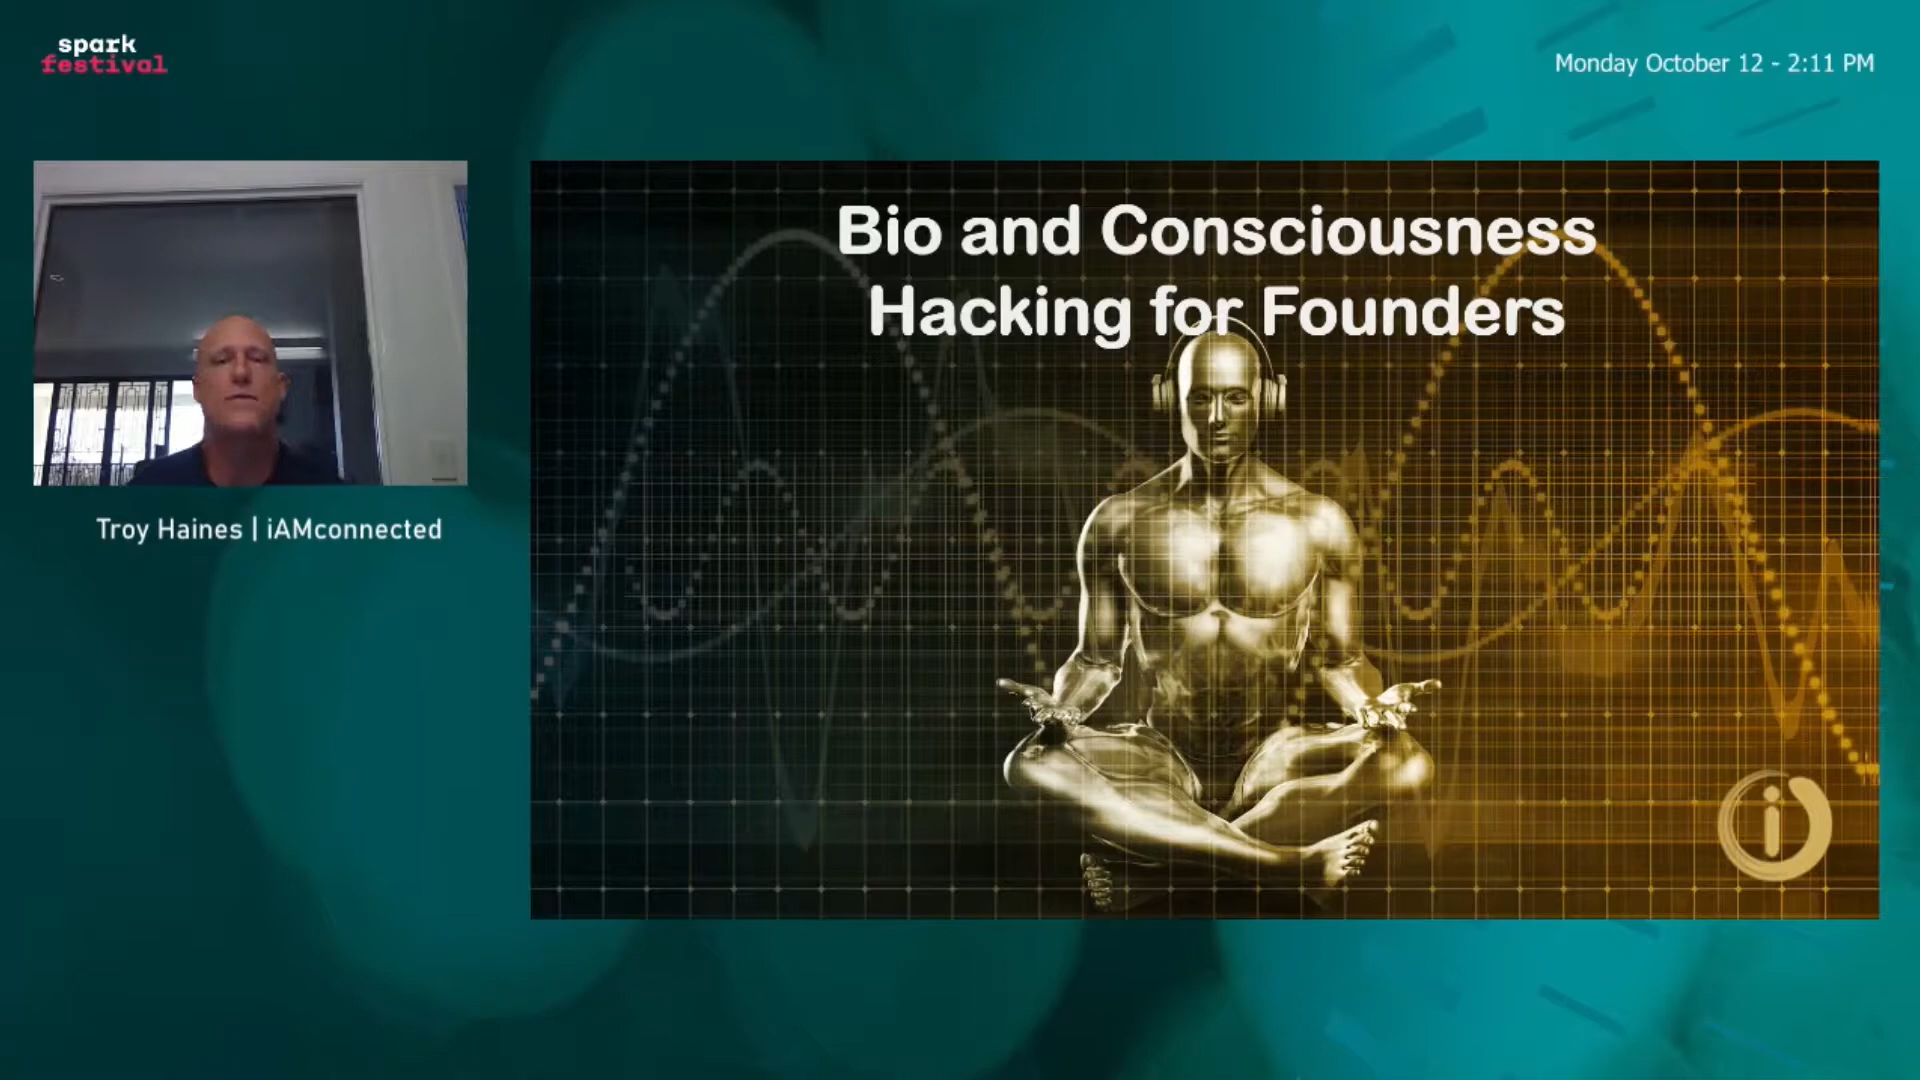 spark
festival
Monday October 12 - 2:11 PM
Bio and Consciousness
Hacking for Founders
Troy Haines | iAMconnected
i